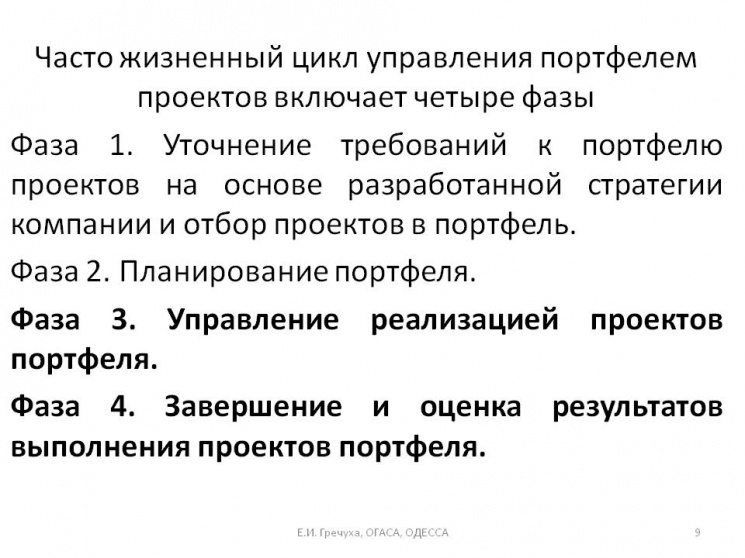 Часто жизненный цикл управления портфелем
проектов включает четыре фазы
Фаза 1. Уточнение требований к портфелю
проектов на основе разработанной стратегии
компании и отбор проектов в портфель.
Фаза 2. Планирование портфеля.
Фаза 3. Управление реализацией проектов
портфеля.
Фаза 4. Завершение и оценка результатов
выполнения проектов портфеля.
Е.И. Гречуха, ОГАСА, ОДЕССА
9